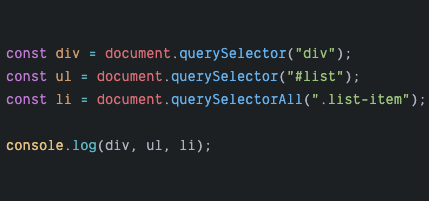 const div = document.querySelector("div");
const ul = document.querySelector("#list");
const li = document.querySelectorAll(".list-item");
console.log(div, ul, li);